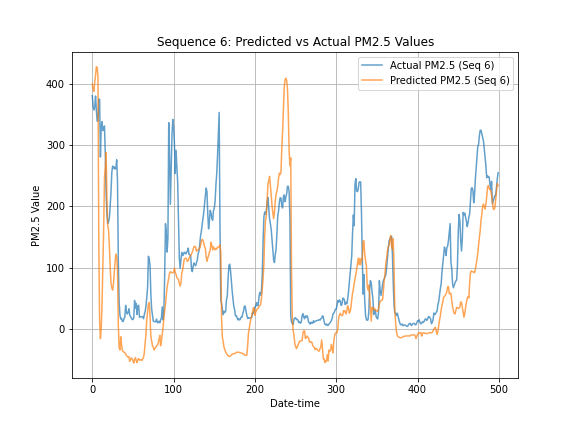 Sequence 6: Predicted vs Actual PM2.5 Values
Actual PM2.5 (Seq 6)
Predicted PM2.5 (Seq 6)
400
300
200
100
0
PM2.5 Value
0 100 200 300 400 500
Date-time